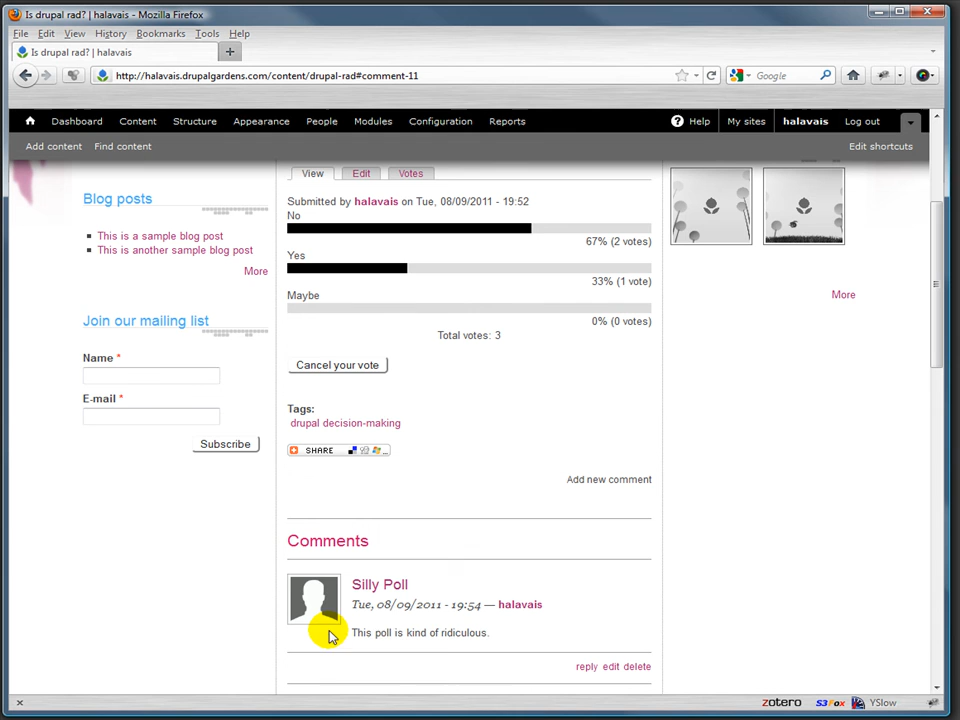 Is drupal rad? | halavais - Mozilla Firefox
File Edit View History Bookmarks Tools Help
Is drupal rad? | halavais
http://halavais.drupalgardens.com/content/drupal-rad#comment-11
Google
Dashboard Content Structure Appearance People Modules Configuration Reports Help My sites halavais Log out
Add content Find content Edit shortcuts
View Edit Votes
Blog posts
This is a sample blog post
This is another sample blog post
More
Join our mailing list
Name *
E-mail *
Subscribe
Submitted by halavais on Tue, 08/09/2011 - 19:52
No
67% (2 votes)
Yes
33% (1 vote)
Maybe
0% (0 votes)
Total votes: 3
Cancel your vote
Tags:
drupal decision-making
SHARE
Add new comment
Comments
Silly Poll
Tue, 08/09/2011 - 19:54 — halavais
This poll is kind of ridiculous.
reply edit delete
More
zotero S3Fox YSlow